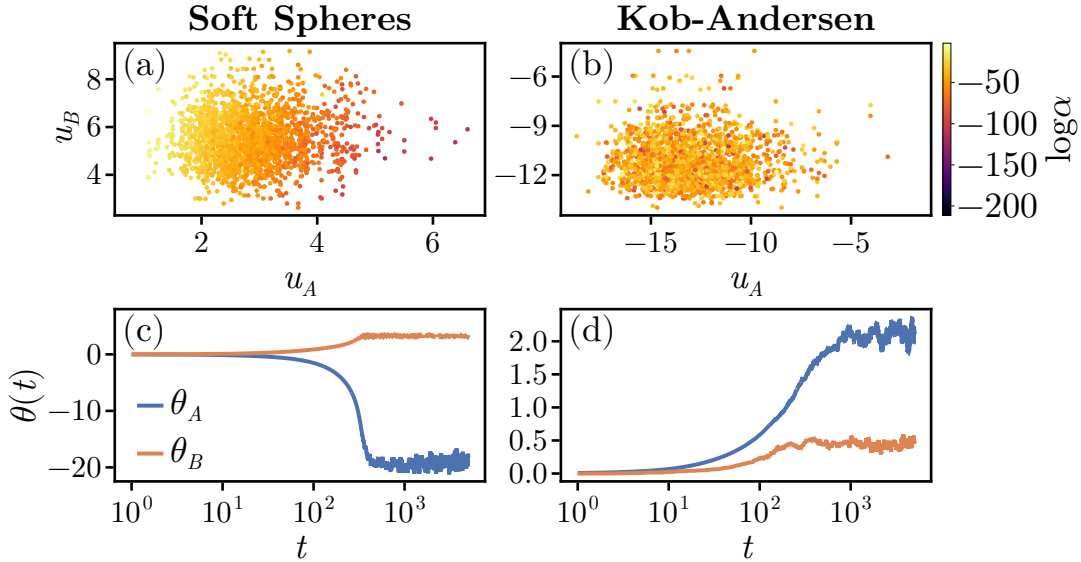 Soft Spheres
Kob-Andersen
(a)
8
6
4
u_B
2
4
6
u_A
(b)
−6
−9
−12
−15
−10
−5
u_A
−50
−100
−150
−200
logα
(c)
0
−10
−20
θ(t)
θ_A
θ_B
10^0
10^1
10^2
10^3
t
(d)
2.0
1.5
1.0
0.5
0.0
10^0
10^1
10^2
10^3
t